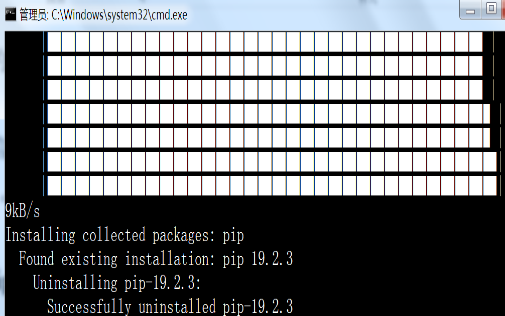 管理员: C:\Windows\system32\cmd.exe
9kB/s
Installing collected packages: pip
Found existing installation: pip 19.2.3
Uninstalling pip-19.2.3:
Successfully uninstalled pip-19.2.3